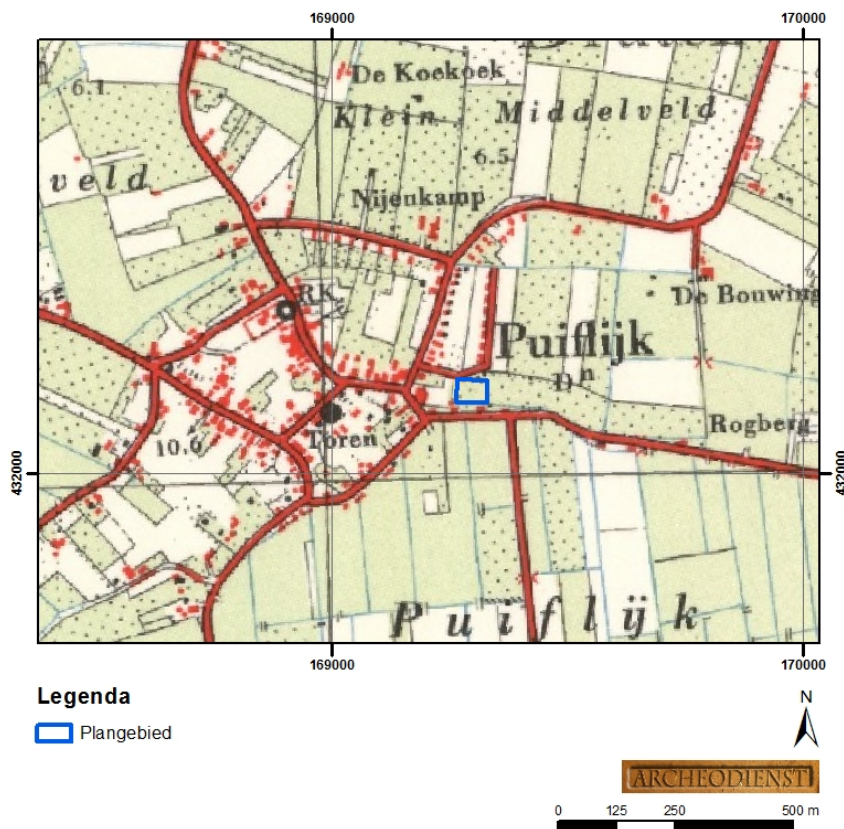 169000 170000
De Koekoek
6.1
Klein Middelveld
6.5
veld
Nijenkamp
RK
De Bouwing
Puiflijk
Dn
Rogberg
Toren
10.6
432000 432000
Puiflijk
169000 170000
Legenda
Plangebied
N
ARCHEODIENST
0 125 250 500 m